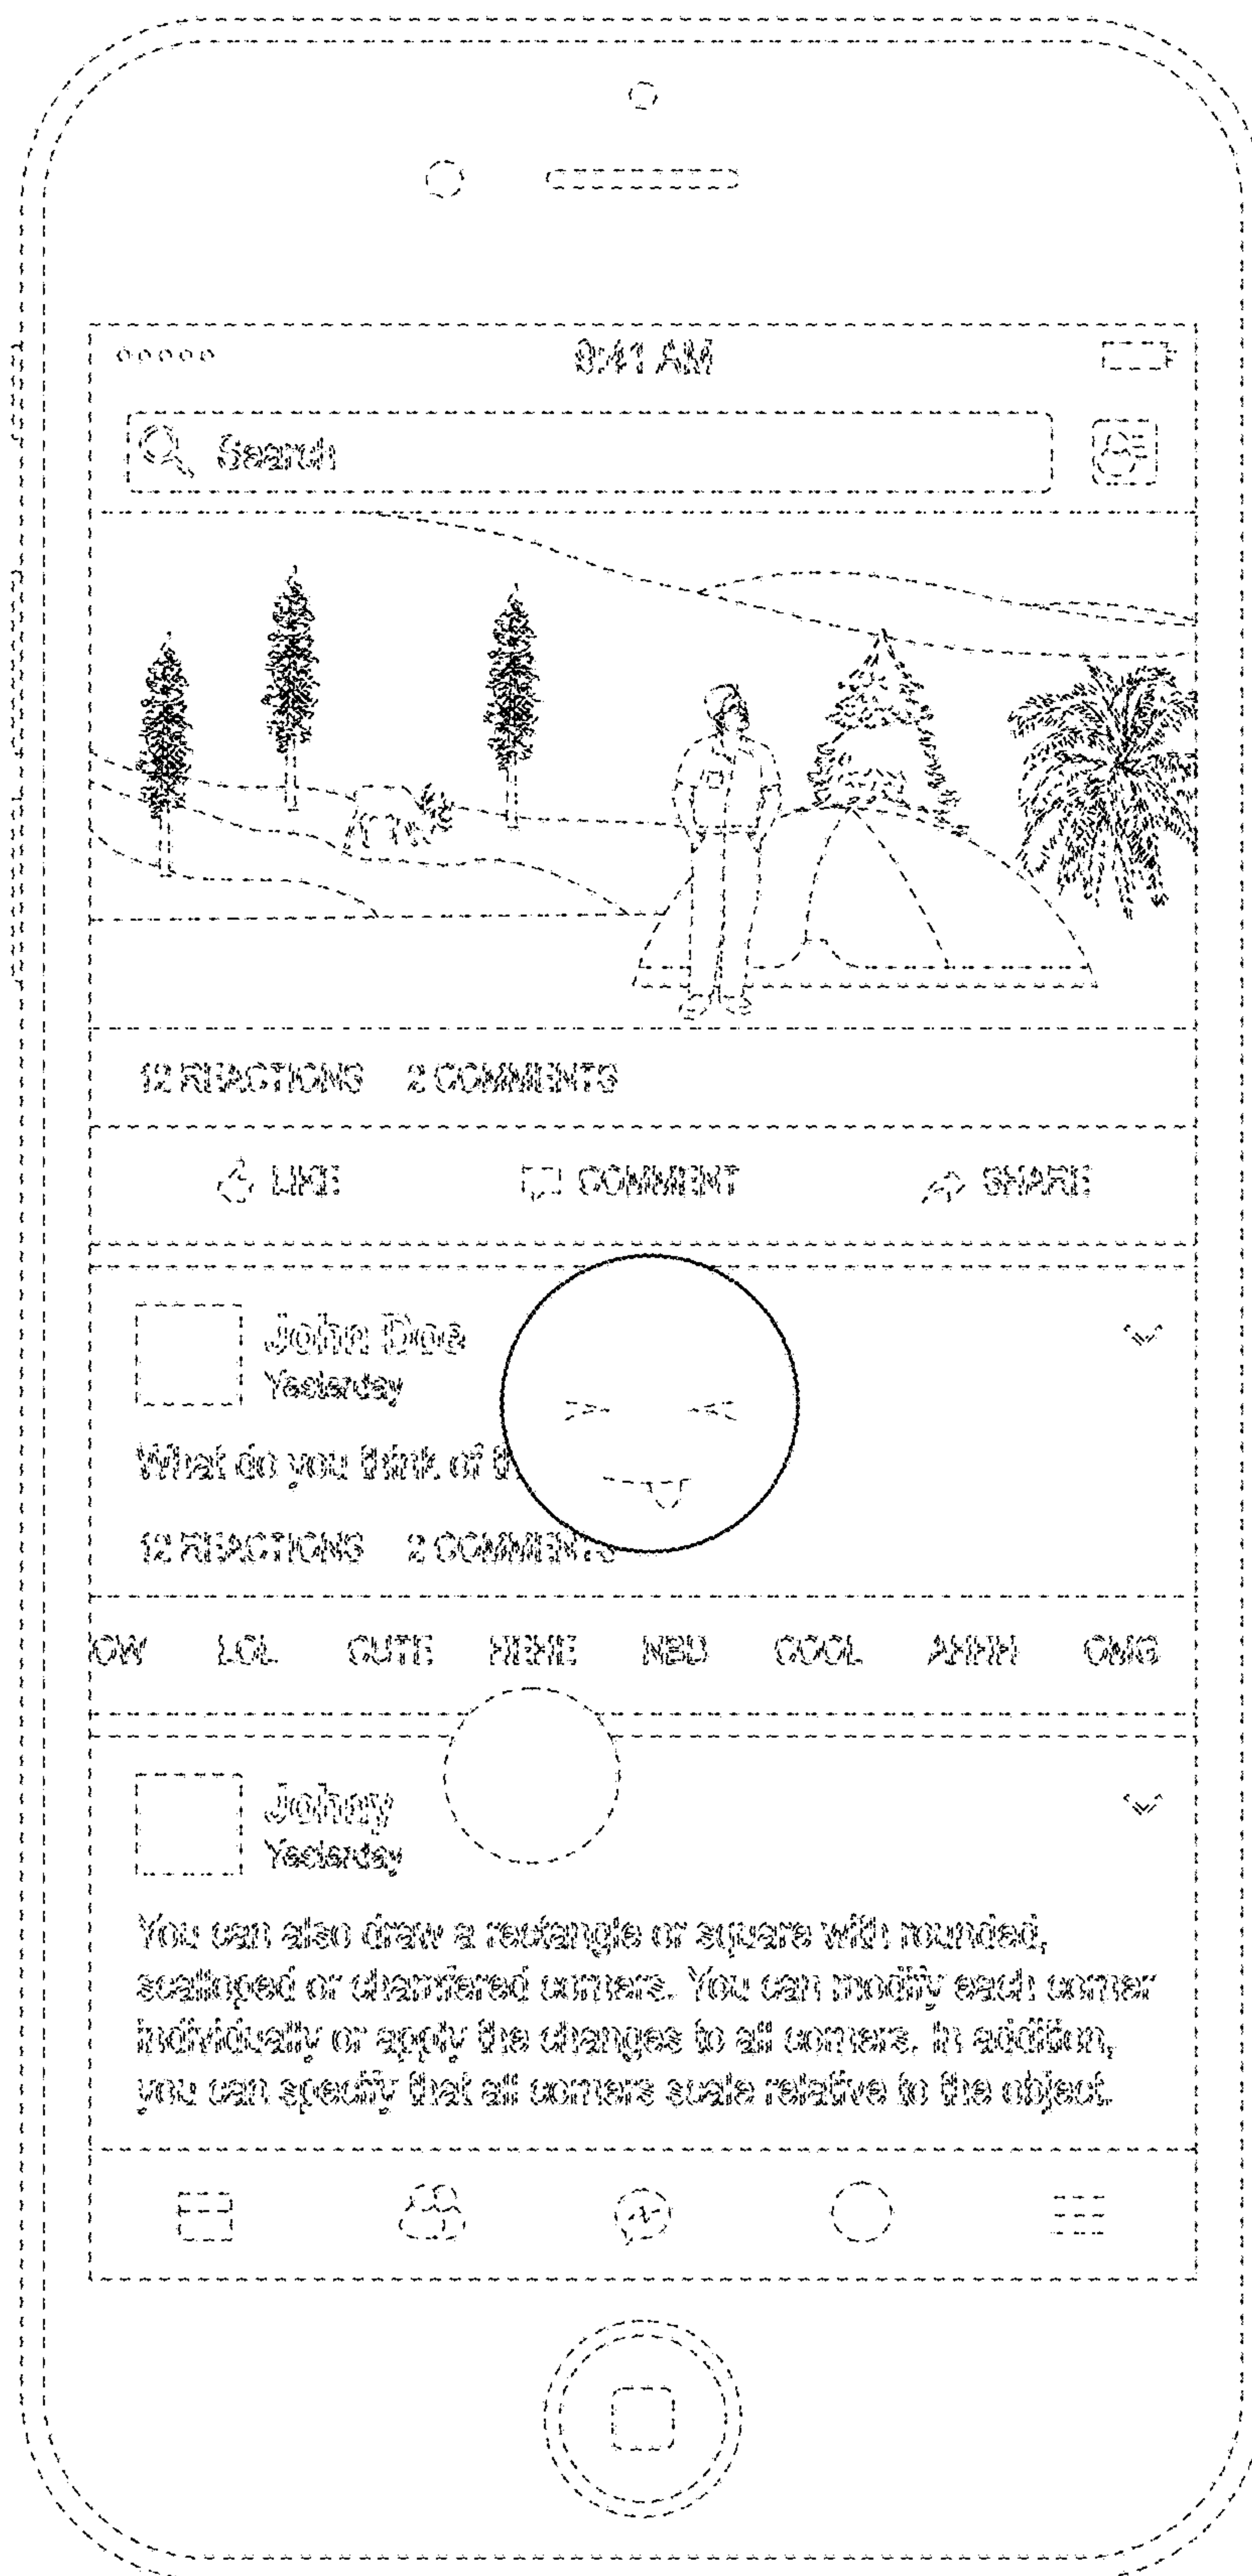 9:41 AM
Search
12 REACTIONS 2 COMMENTS
LIKE COMMENT SHARE
John Doe
Yesterday
What do you think of th
12 REACTIONS 2 COMMENTS
OW LOL CUTE HEHE NBD COOL AHHH OMG
Johny
Yesterday
You can also draw a rectangle or square with rounded,
scalloped or chamfered corners. You can modify each corner
individually or apply the changes to all corners. In addition,
you can specify that all corners scale relative to the object.